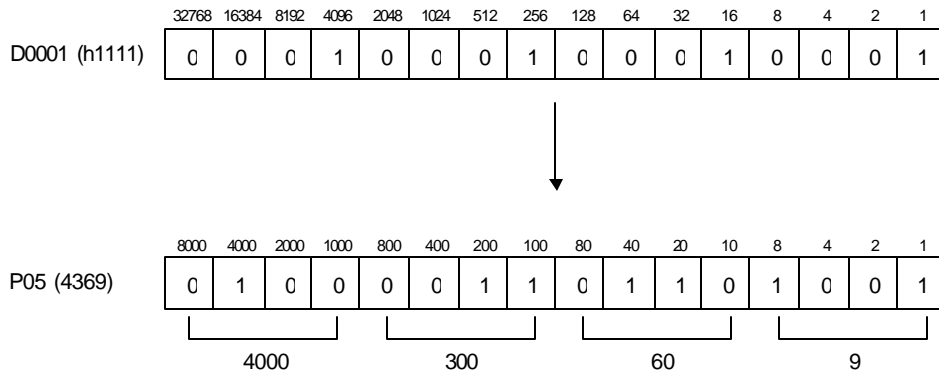 32768 16384 8192 4096 2048 1024 512 256 128 64 32 16 8 4 2 1
D0001 (h1111) 0 0 0 1 0 0 0 1 0 0 0 1 0 0 0 1
8000 4000 2000 1000 800 400 200 100 80 40 20 10 8 4 2 1
P05 (4369) 0 1 0 0 0 0 1 1 0 1 1 0 1 0 0 1
4000 300 60 9